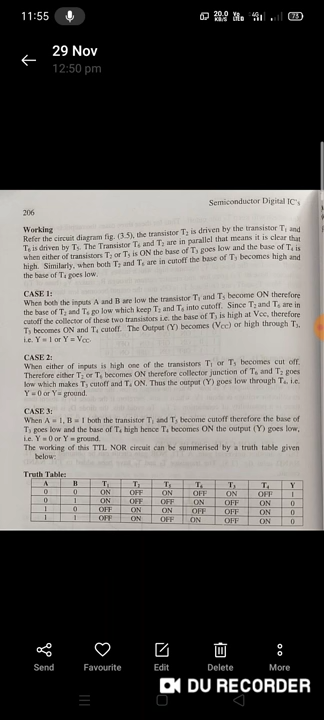 11:55
20.0 KB/S Vo LTED 4G 73
29 Nov
12:50 pm
Semiconductor Digital IC's
206
Working
Refer the circuit diagram fig. (3.5), the transistor T2 is driven by the transistor T1 and
T6 is driven by T5. The Transistor T6 and T2 are in parallel that means it is clear that
when either of transistors T2 or T5 is ON the base of T3 goes low and the base of T4 is
high. Similarly, when both T2 and T6 are in cutoff the base of T3 becomes high and
the base of T4 goes low.
CASE 1:
When both the inputs A and B are low the transistor T1 and T5 become ON therefore
the base of T2 and T6 go low which keep T2 and T6 into cutoff. Since T2 and T6 are in
cutoff the collector of these two transistors i.e. the base of T3 is high at Vcc, therefore
T3 becomes ON and T4 cutoff. The Output (Y) becomes (Vcc) or high through T3,
i.e. Y = 1 or Y = Vcc.
CASE 2:
When either of inputs is high one of the transistors T1 or T5 becomes cut off.
Therefore either T2 or T6 becomes ON therefore collector junction of T6 and T2 goes
low which makes T3 cutoff and T4 ON. Thus the output (Y) goes low through T4, i.e.
Y = 0 or Y = ground.
CASE 3:
When A = 1, B = 1 both the transistor T1 and T5 become cutoff therefore the base of
T3 goes low and the base of T4 high hence T4 becomes ON the output (Y) goes low,
i.e. Y = 0 or Y = ground.
The working of this TTL NOR circuit can be summerised by a truth table given
below:
Truth Table:
A B T1 T2 T5 T6 T3 T4 Y
0 0 ON OFF ON OFF ON OFF 1
0 1 ON OFF OFF ON OFF ON 0
1 0 OFF ON ON OFF OFF ON 0
1 1 OFF ON OFF ON OFF ON 0
Send Favourite Edit Delete More
DU RECORDER